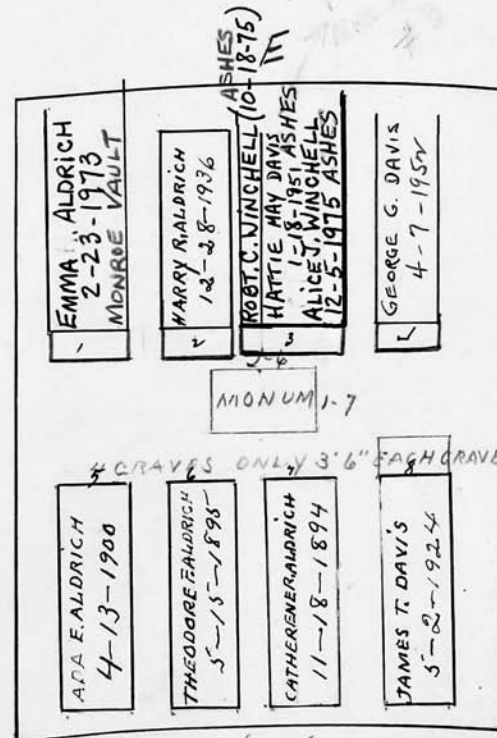 EMMA . ALDRICH
2-23-1973
MONROE VAULT
1
HARRY R. ALDRICH
12-28-1936
2
ROBT. C. WINCHELL (ASHES
10-18-75)
HATTIE MAY DAVIS
1-18-1951 ASHES
ALICE J. WINCHELL
12-5-1975 ASHES
3
GEORGE G. DAVIS
4-7-1952
MONUM
1-7
4 GRAVES ONLY 3'6" EACH GRAVE
5
ADA E. ALDRICH
4-13-1900
6
THEODORE F. ALDRICH
5-15-1895
7
CATHERENE R. ALDRICH
11-18-1894
8
JAMES T. DAVIS
5-2-1924